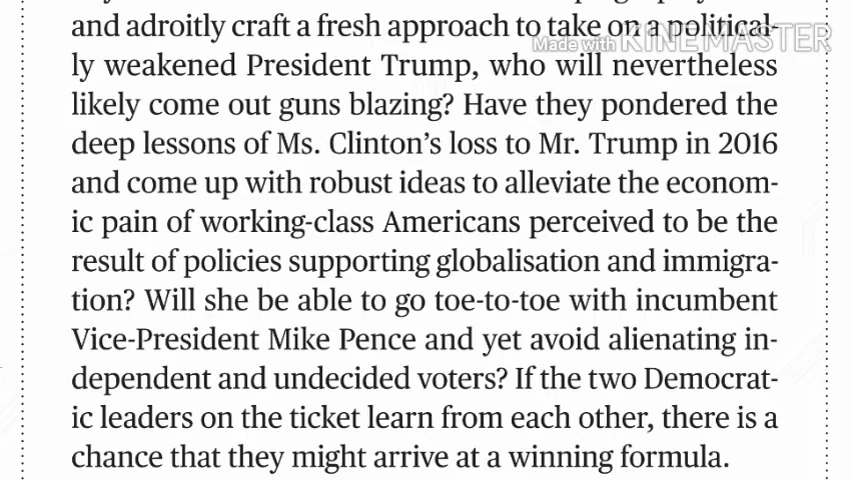 and adroitly craft a fresh approach to take on a political-
Made with KINEMASTER
ly weakened President Trump, who will nevertheless
likely come out guns blazing? Have they pondered the
deep lessons of Ms. Clinton's loss to Mr. Trump in 2016
and come up with robust ideas to alleviate the econom-
ic pain of working-class Americans perceived to be the
result of policies supporting globalisation and immigra-
tion? Will she be able to go toe-to-toe with incumbent
Vice-President Mike Pence and yet avoid alienating in-
dependent and undecided voters? If the two Democrat-
ic leaders on the ticket learn from each other, there is a
chance that they might arrive at a winning formula.